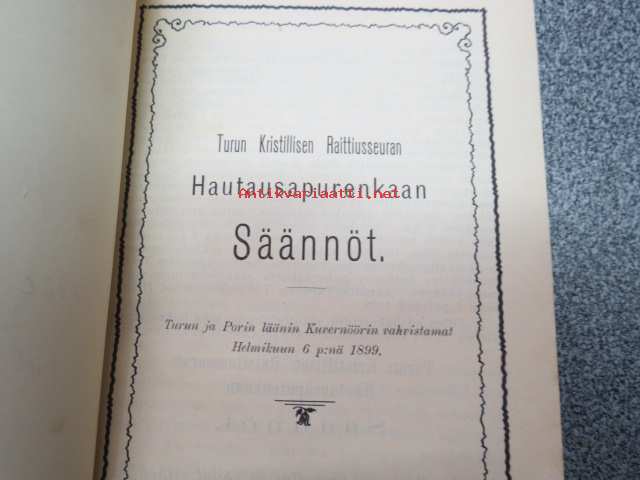 Turun Kristillisen Raittiusseuran
Hautausapurenkaan
Antikvariaatti.net
Säännöt.
Turun ja Porin läänin Kuvernöörin vahvistamat
Helmikuun 6 p:nä 1899.